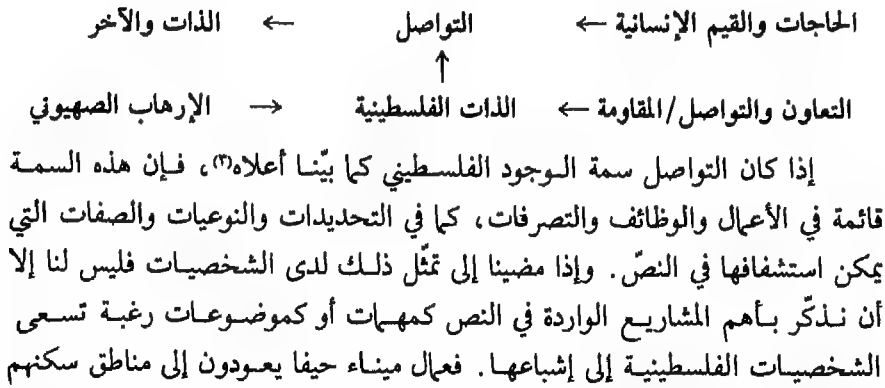 الحاجات والقيم الإنسانية ← التواصل ← الذات والآخر
↑
التعاون والتواصل/المقاومة ← الذات الفلسطينية → الإرهاب الصهيوني
إذا كان التواصل سمة الوجود الفلسطيني كما بيّنا أعلاه(٣)، فإن هذه السمة
قائمة في الأعمال والوظائف والتصرفات، كما في التحديدات والنوعيات والصفات التي
يمكن استشفافها في النصّ. وإذا مضينا إلى تمثّل ذلك لدى الشخصيات فليس لنا إلا
أن نذكّر بأهم المشاريع الواردة في النص كمهمات أو كموضوعات رغبة تسعى
الشخصيات الفلسطينية إلى إشباعها. فعمال ميناء حيفا يعودون إلى مناطق سكنهم